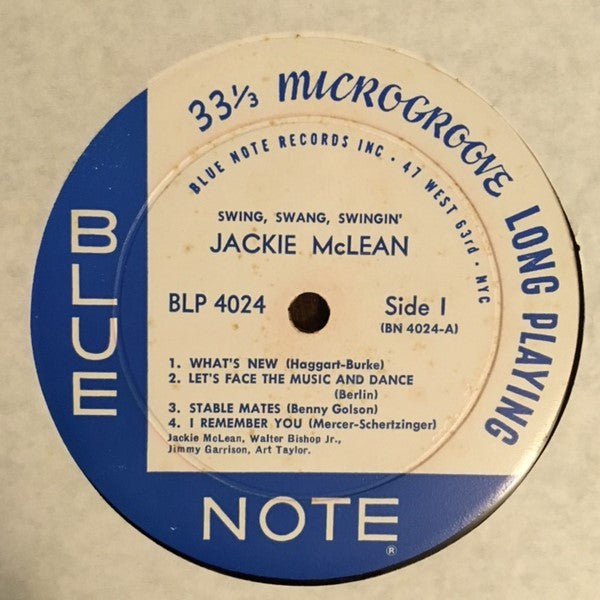 33⅓ MICROGROOVE LONG PLAYING
BLUE NOTE RECORDS INC • 47 WEST 63rd • NYC
SWING, SWANG, SWINGIN'
JACKIE McLEAN
BLP 4024 Side 1
(BN 4024-A)
1. WHAT'S NEW (Haggart-Burke)
2. LET'S FACE THE MUSIC AND DANCE
(Berlin)
3. STABLE MATES (Benny Golson)
4. I REMEMBER YOU (Mercer-Schertzinger)
Jackie McLean, Walter Bishop Jr.,
Jimmy Garrison, Art Taylor.
BLUE
NOTE ®